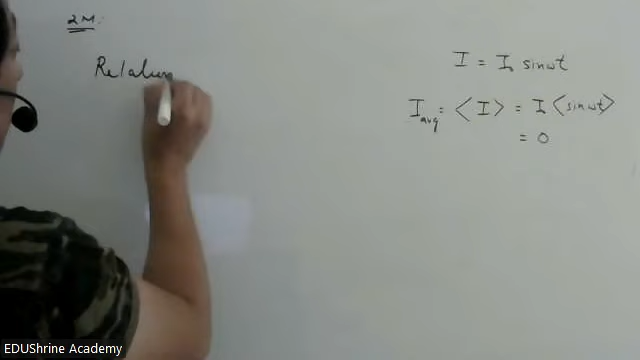 2M.
Relation
I = I₀ sinωt
I_avg = <I> = I <sinωt>
= 0
EDUShrine Academy